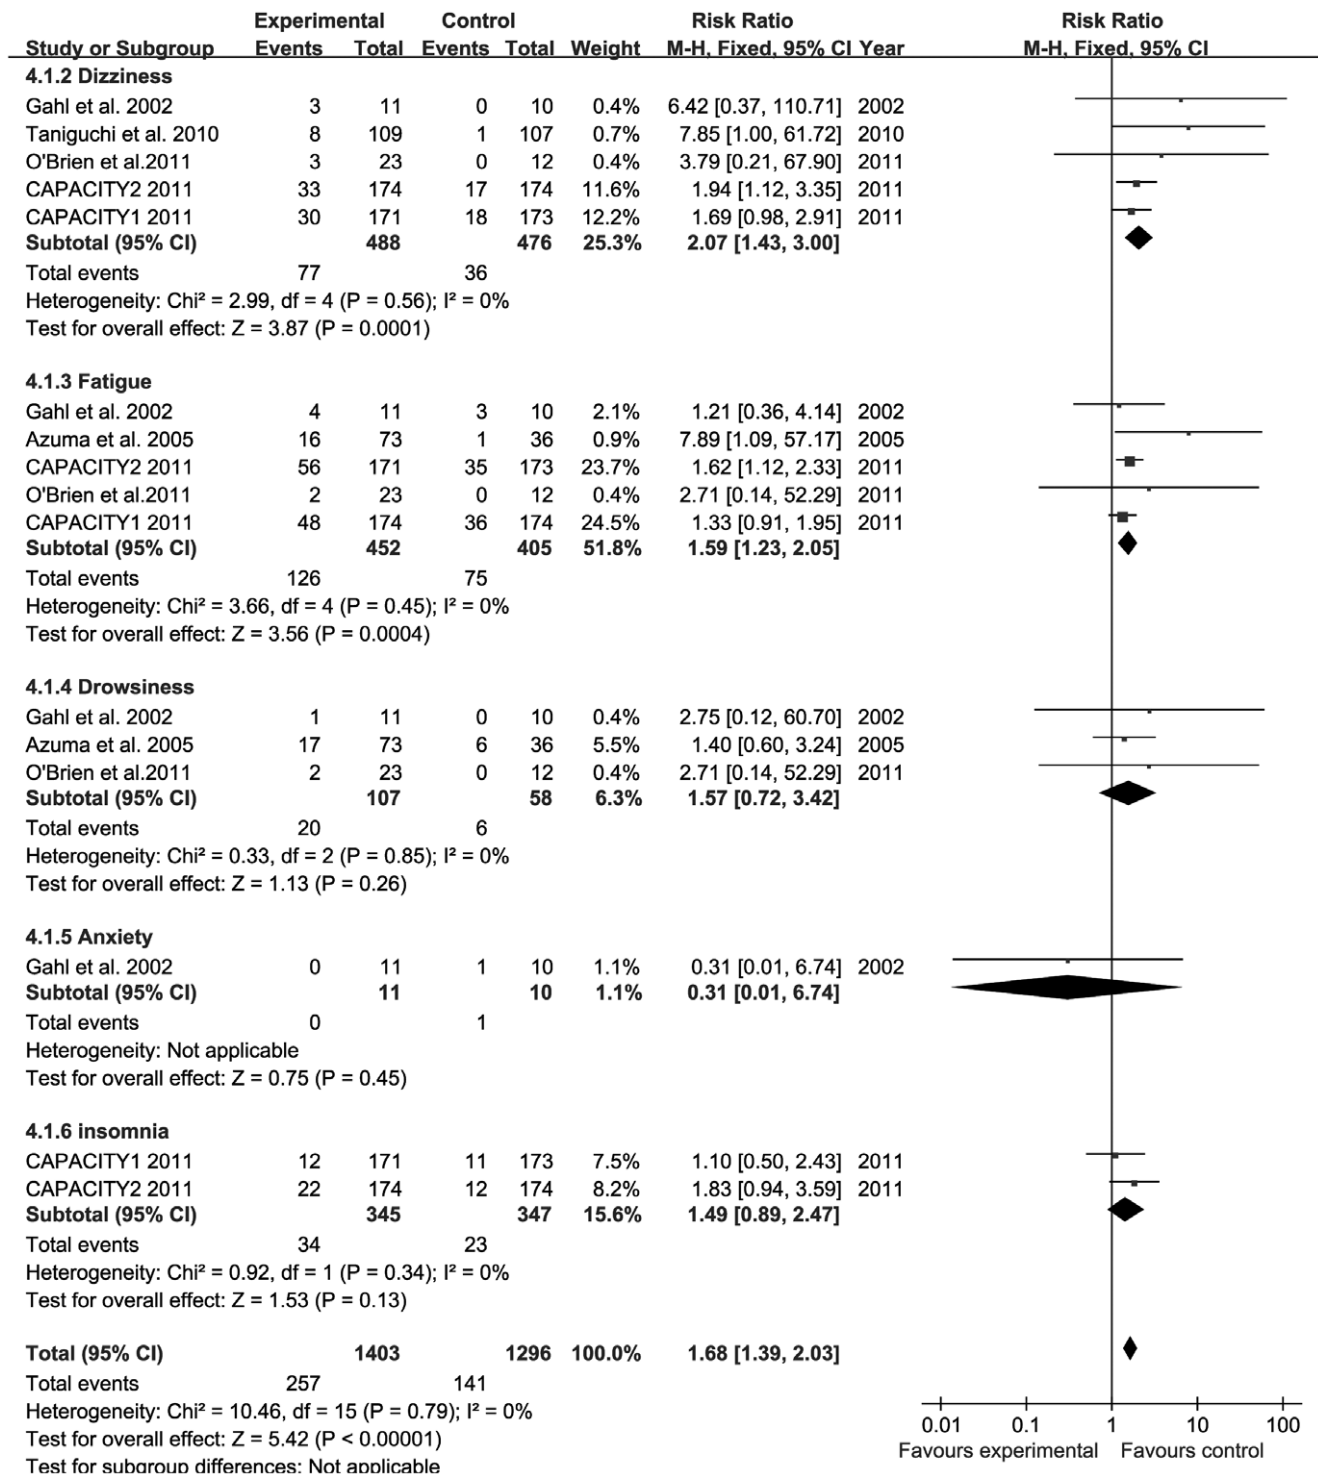 Experimental Control Risk Ratio Risk Ratio
Study or Subgroup Events Total Events Total Weight M-H, Fixed, 95% CI Year M-H, Fixed, 95% CI
4.1.2 Dizziness
Gahl et al. 2002 3 11 0 10 0.4% 6.42 [0.37, 110.71] 2002
Taniguchi et al. 2010 8 109 1 107 0.7% 7.85 [1.00, 61.72] 2010
O'Brien et al.2011 3 23 0 12 0.4% 3.79 [0.21, 67.90] 2011
CAPACITY2 2011 33 174 17 174 11.6% 1.94 [1.12, 3.35] 2011
CAPACITY1 2011 30 171 18 173 12.2% 1.69 [0.98, 2.91] 2011
Subtotal (95% CI) 488 476 25.3% 2.07 [1.43, 3.00]
Total events 77 36
Heterogeneity: Chi² = 2.99, df = 4 (P = 0.56); I² = 0%
Test for overall effect: Z = 3.87 (P = 0.0001)
4.1.3 Fatigue
Gahl et al. 2002 4 11 3 10 2.1% 1.21 [0.36, 4.14] 2002
Azuma et al. 2005 16 73 1 36 0.9% 7.89 [1.09, 57.17] 2005
CAPACITY2 2011 56 171 35 173 23.7% 1.62 [1.12, 2.33] 2011
O'Brien et al.2011 2 23 0 12 0.4% 2.71 [0.14, 52.29] 2011
CAPACITY1 2011 48 174 36 174 24.5% 1.33 [0.91, 1.95] 2011
Subtotal (95% CI) 452 405 51.8% 1.59 [1.23, 2.05]
Total events 126 75
Heterogeneity: Chi² = 3.66, df = 4 (P = 0.45); I² = 0%
Test for overall effect: Z = 3.56 (P = 0.0004)
4.1.4 Drowsiness
Gahl et al. 2002 1 11 0 10 0.4% 2.75 [0.12, 60.70] 2002
Azuma et al. 2005 17 73 6 36 5.5% 1.40 [0.60, 3.24] 2005
O'Brien et al.2011 2 23 0 12 0.4% 2.71 [0.14, 52.29] 2011
Subtotal (95% CI) 107 58 6.3% 1.57 [0.72, 3.42]
Total events 20 6
Heterogeneity: Chi² = 0.33, df = 2 (P = 0.85); I² = 0%
Test for overall effect: Z = 1.13 (P = 0.26)
4.1.5 Anxiety
Gahl et al. 2002 0 11 1 10 1.1% 0.31 [0.01, 6.74] 2002
Subtotal (95% CI) 11 10 1.1% 0.31 [0.01, 6.74]
Total events 0 1
Heterogeneity: Not applicable
Test for overall effect: Z = 0.75 (P = 0.45)
4.1.6 insomnia
CAPACITY1 2011 12 171 11 173 7.5% 1.10 [0.50, 2.43] 2011
CAPACITY2 2011 22 174 12 174 8.2% 1.83 [0.94, 3.59] 2011
Subtotal (95% CI) 345 347 15.6% 1.49 [0.89, 2.47]
Total events 34 23
Heterogeneity: Chi² = 0.92, df = 1 (P = 0.34); I² = 0%
Test for overall effect: Z = 1.53 (P = 0.13)
Total (95% CI) 1403 1296 100.0% 1.68 [1.39, 2.03]
Total events 257 141
Heterogeneity: Chi² = 10.46, df = 15 (P = 0.79); I² = 0%
0.01 0.1 1 10 100
Test for overall effect: Z = 5.42 (P < 0.00001)
Favours experimental Favours control
Test for subgroup differences: Not applicable